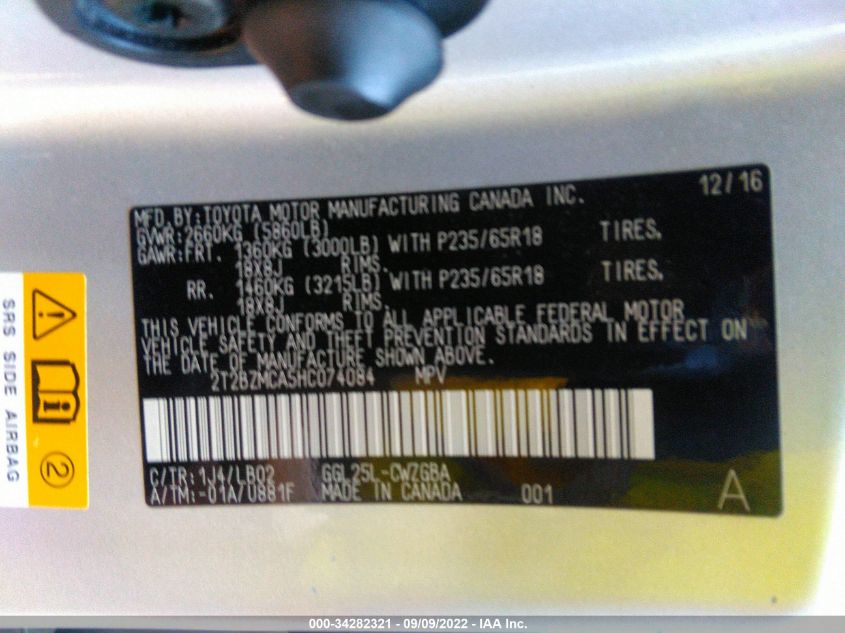 12/16
MFD. BY: TOYOTA MOTOR MANUFACTURING CANADA INC.
GVWR: 2660KG (5860LB)
GAWR: FRT. 1360KG (3000LB) WITH P235/65R18 TIRES.
18X8J RIMS.
RR. 1460KG (3215LB) WITH P235/65R18 TIRES.
18X8J RIMS.
THIS VEHICLE CONFORMS TO ALL APPLICABLE FEDERAL MOTOR
VEHICLE SAFETY AND THEFT PREVENTION STANDARDS IN EFFECT ON
THE DATE OF MANUFACTURE SHOWN ABOVE.
2T2BZMCA5HC074084 MPV
C/TR: 1J4/LB02 GGL25L-CWZGBA
A/TM: -01A/U881F MADE IN CANADA 001
A
SRS SIDE AIRBAG
2
000-34282321 - 09/09/2022 - IAA Inc.